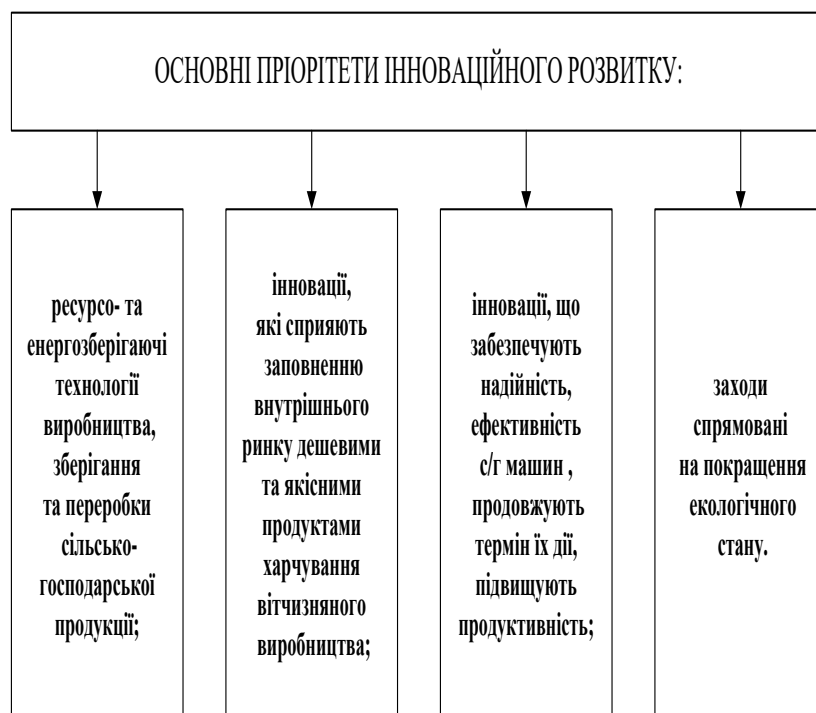 ОСНОВНІ ПРІОРІТЕТИ ІННОВАЦІЙНОГО РОЗВИТКУ:
ресурсо- та
енергозберігаючі
технології
виробництва,
зберігання
та переробки
сільсько-
господарської
продукції;
інновації,
які сприяють
заповненню
внутрішнього
ринку дешевими
та якісними
продуктами
харчування
вітчизняного
виробництва;
інновації, що
забезпечують
надійність,
ефективність
с/г машин ,
продовжують
термін їх дії,
підвищують
продуктивність;
заходи
спрямовані
на покращення
екологічного
стану.